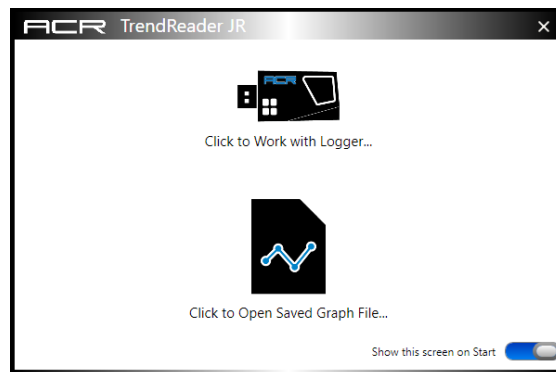 ACR TrendReader JR
ACR
Click to Work with Logger...
Click to Open Saved Graph File...
Show this screen on Start